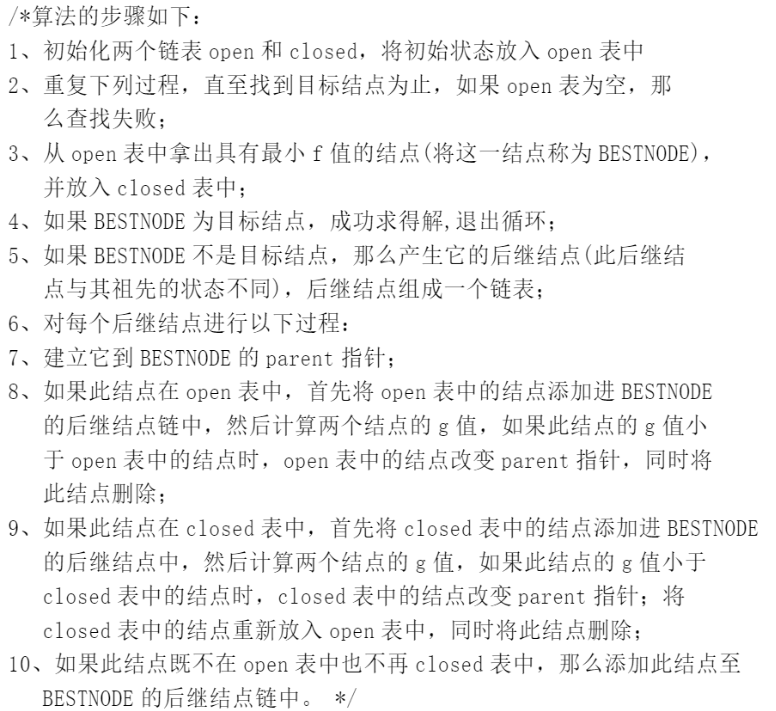 /*算法的步骤如下：
1、初始化两个链表 open 和 closed，将初始状态放入 open 表中
2、重复下列过程，直至找到目标结点为止，如果 open 表为空，那
么查找失败；
3、从 open 表中拿出具有最小 f 值的结点(将这一结点称为 BESTNODE)，
并放入 closed 表中；
4、如果 BESTNODE 为目标结点，成功求得解,退出循环；
5、如果 BESTNODE 不是目标结点，那么产生它的后继结点(此后继结
点与其祖先的状态不同)，后继结点组成一个链表；
6、对每个后继结点进行以下过程：
7、建立它到 BESTNODE 的 parent 指针；
8、如果此结点在 open 表中，首先将 open 表中的结点添加进 BESTNODE
的后继结点链中，然后计算两个结点的 g 值，如果此结点的 g 值小
于 open 表中的结点时，open 表中的结点改变 parent 指针，同时将
此结点删除；
9、如果此结点在 closed 表中，首先将 closed 表中的结点添加进 BESTNODE
的后继结点中，然后计算两个结点的 g 值，如果此结点的 g 值小于
closed 表中的结点时，closed 表中的结点改变 parent 指针；将
closed 表中的结点重新放入 open 表中，同时将此结点删除；
10、如果此结点既不在 open 表中也不再 closed 表中，那么添加此结点至
BESTNODE 的后继结点链中。 */